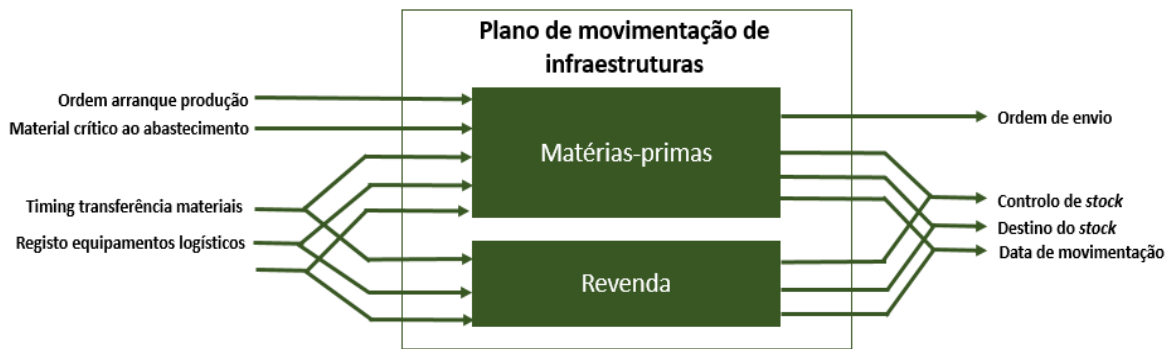 Plano de movimentação de
infraestruturas
Ordem arranque produção
Material crítico ao abastecimento
Timing transferência materiais
Registo equipamentos logísticos
Matérias-primas
Revenda
Ordem de envio
Controlo de stock
Destino do stock
Data de movimentação